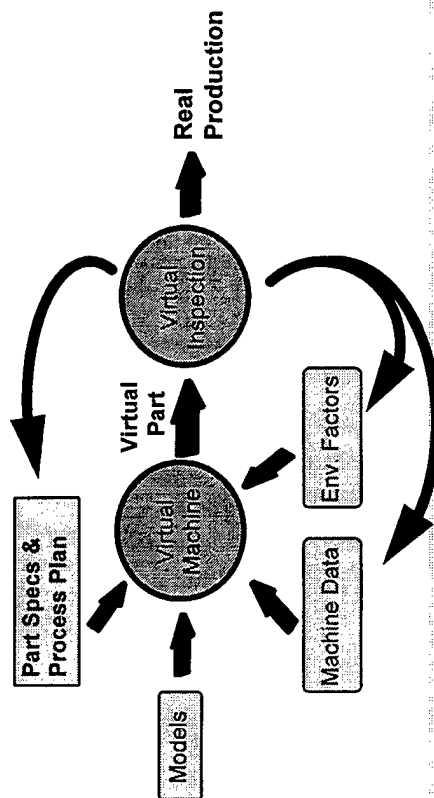 Part Specs &
Process Plan
Models
Virtual
Machine
Machine Data
Env. Factors
Virtual
Part
Virtual
Inspection
Real
Production